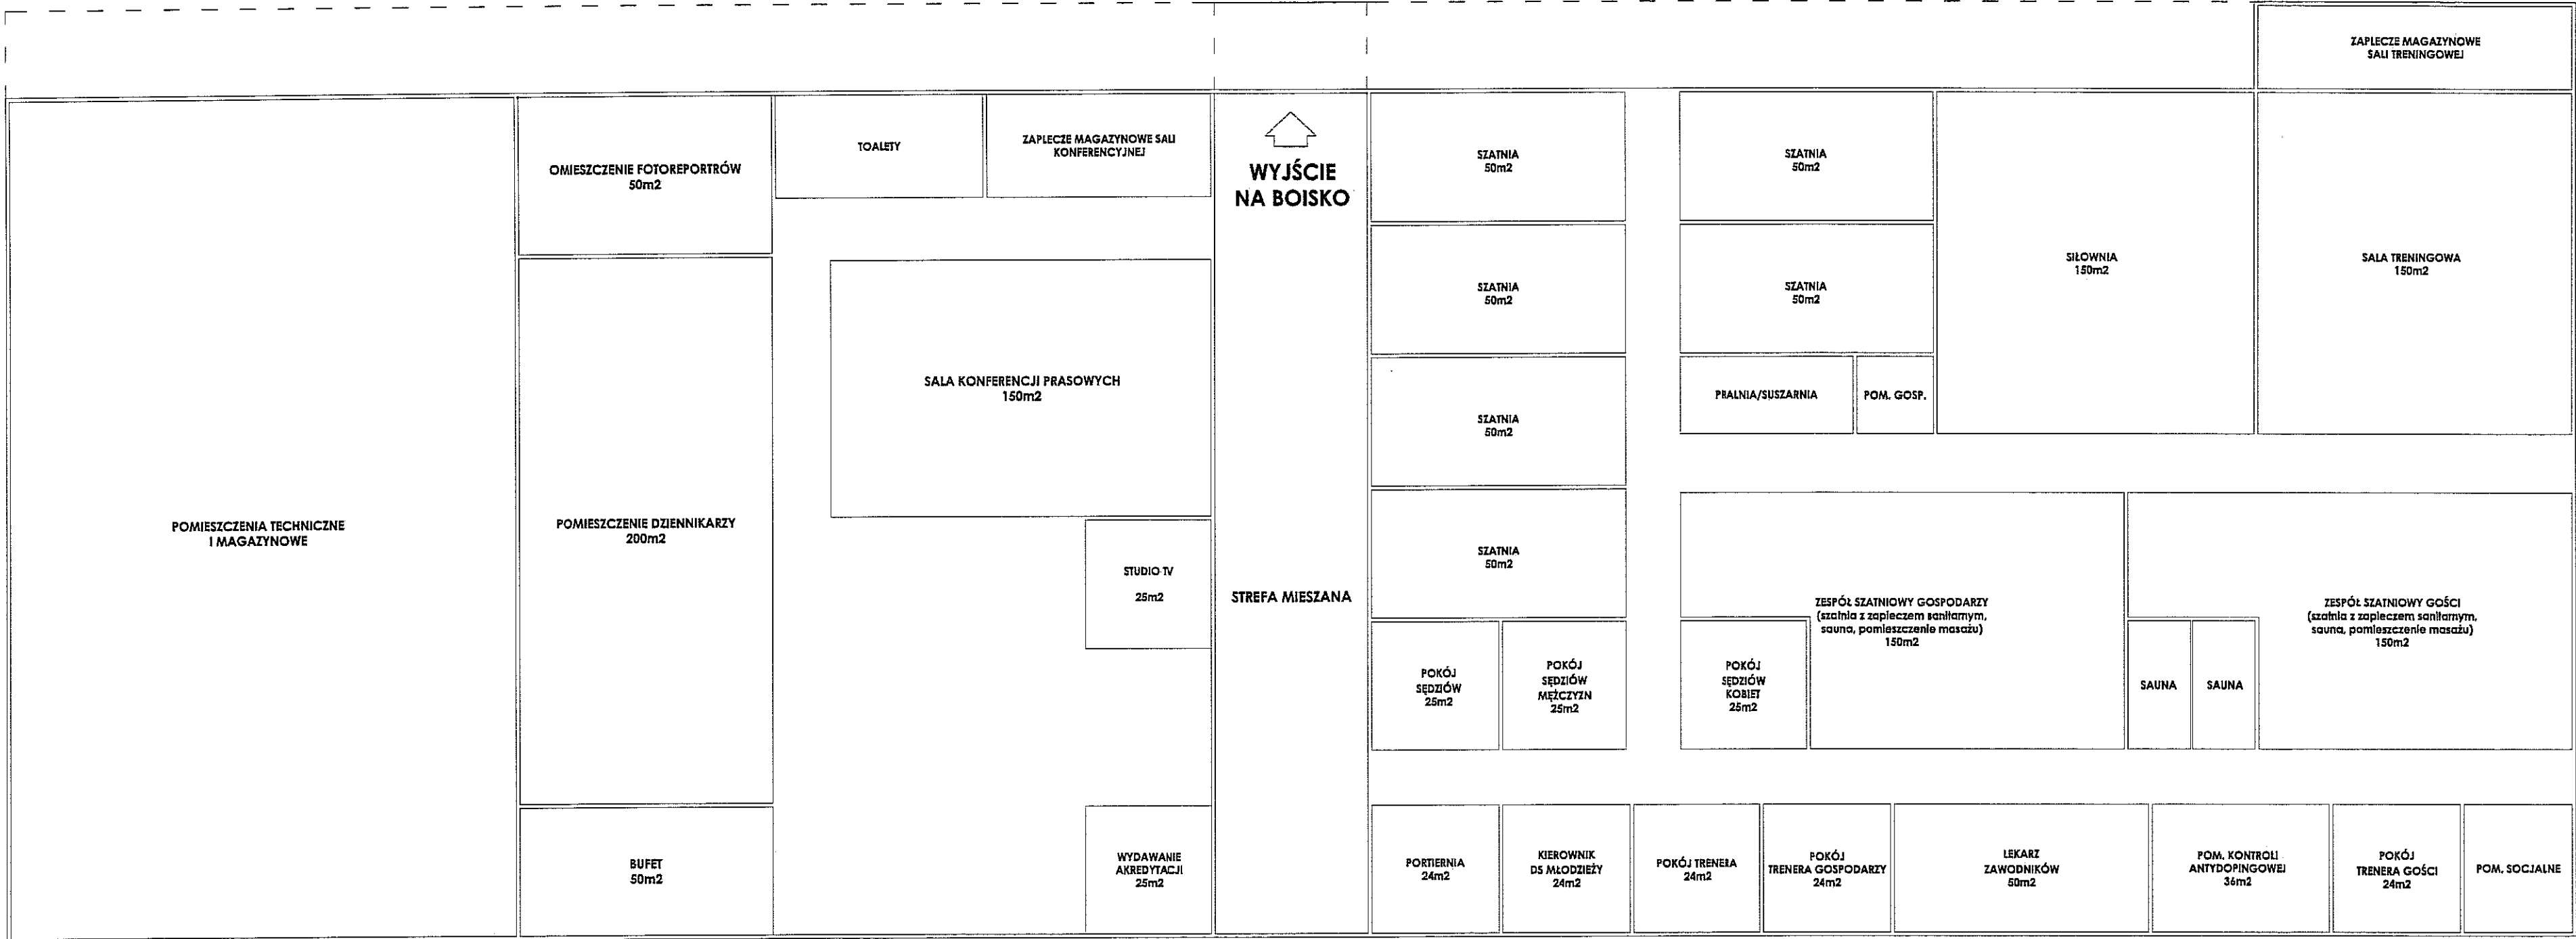 ZAPLECZE MAGAZYNOWE
SALI TRENINGOWEJ
OMIESZCZENIE FOTOREPORTRÓW
50m2
TOALETY
ZAPLECZE MAGAZYNOWE SALI
KONFERENCYJNEJ
WYJŚCIE
NA BOISKO
SZATNIA
50m2
SZATNIA
50m2
SZATNIA
50m2
SZATNIA
50m2
SIŁOWNIA
150m2
SALA TRENINGOWA
150m2
SALA KONFERENCJI PRASOWYCH
150m2
SZATNIA
50m2
PRALNIA/SUSZARNIA
POM. GOSP.
POMIESZCZENIA TECHNICZNE
I MAGAZYNOWE
POMIESZCZENIE DZIENNIKARZY
200m2
STUDIO TV
25m2
STREFA MIESZANA
SZATNIA
50m2
ZESPÓŁ SZATNIOWY GOSPODARZY
(szatnia z zapleczem sanitarnym,
sauna, pomieszczenie masażu)
150m2
ZESPÓŁ SZATNIOWY GOŚCI
(szatnia z zapleczem sanitarnym,
sauna, pomieszczenie masażu)
150m2
POKÓJ
SĘDZIÓW
25m2
POKÓJ
SĘDZIÓW
MĘŻCZYZN
25m2
POKÓJ
SĘDZIÓW
KOBIET
25m2
SAUNA
SAUNA
BUFET
50m2
WYDAWANIE
AKREDYTACJI
25m2
PORTIERNIA
24m2
KIEROWNIK
DS MŁODZIEŻY
24m2
POKÓJ TRENERA
24m2
POKÓJ
TRENERA GOSPODARZY
24m2
LEKARZ
ZAWODNIKÓW
50m2
POM. KONTROLI
ANTYDOPINGOWEJ
36m2
POKÓJ
TRENERA GOŚCI
24m2
POM. SOCJALNE